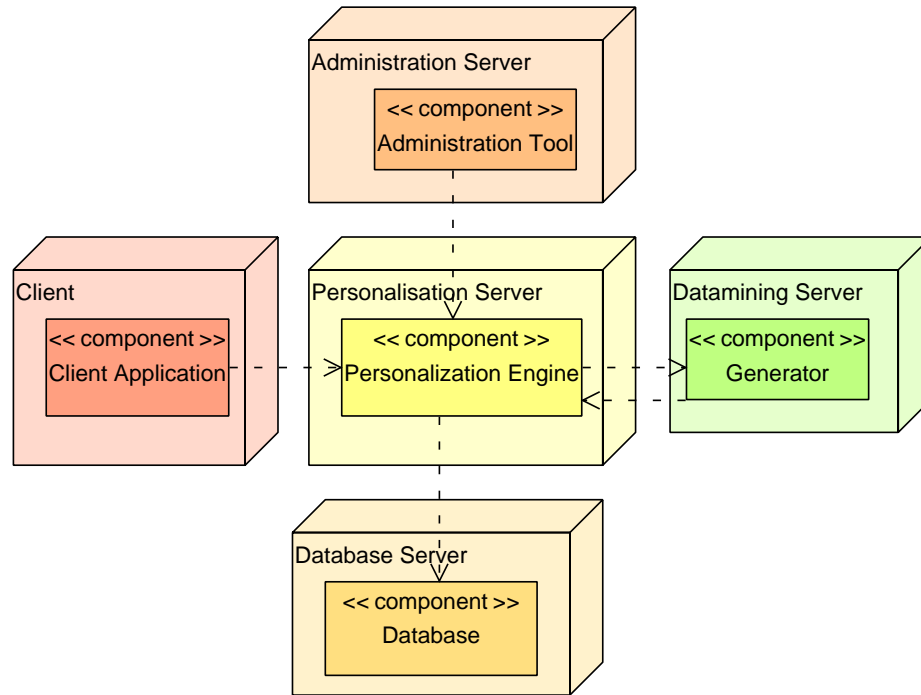 Administration Server
<< component >>
Administration Tool
Client
<< component >>
Client Application
Personalisation Server
<< component >>
Personalization Engine
Datamining Server
<< component >>
Generator
Database Server
<< component >>
Database